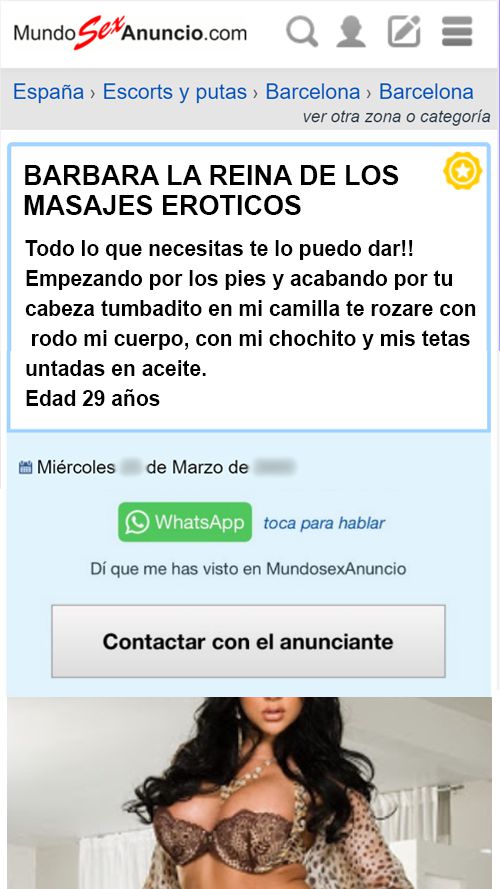 MundoSexAnuncio.com
España › Escorts y putas › Barcelona › Barcelona
ver otra zona o categoría
BARBARA LA REINA DE LOS
MASAJES EROTICOS
Todo lo que necesitas te lo puedo dar!!
Empezando por los pies y acabando por tu
cabeza tumbadito en mi camilla te rozare con
rodo mi cuerpo, con mi chochito y mis tetas
untadas en aceite.
Edad 29 años
Miércoles de Marzo de
WhatsApp toca para hablar
Dí que me has visto en MundosexAnuncio
Contactar con el anunciante